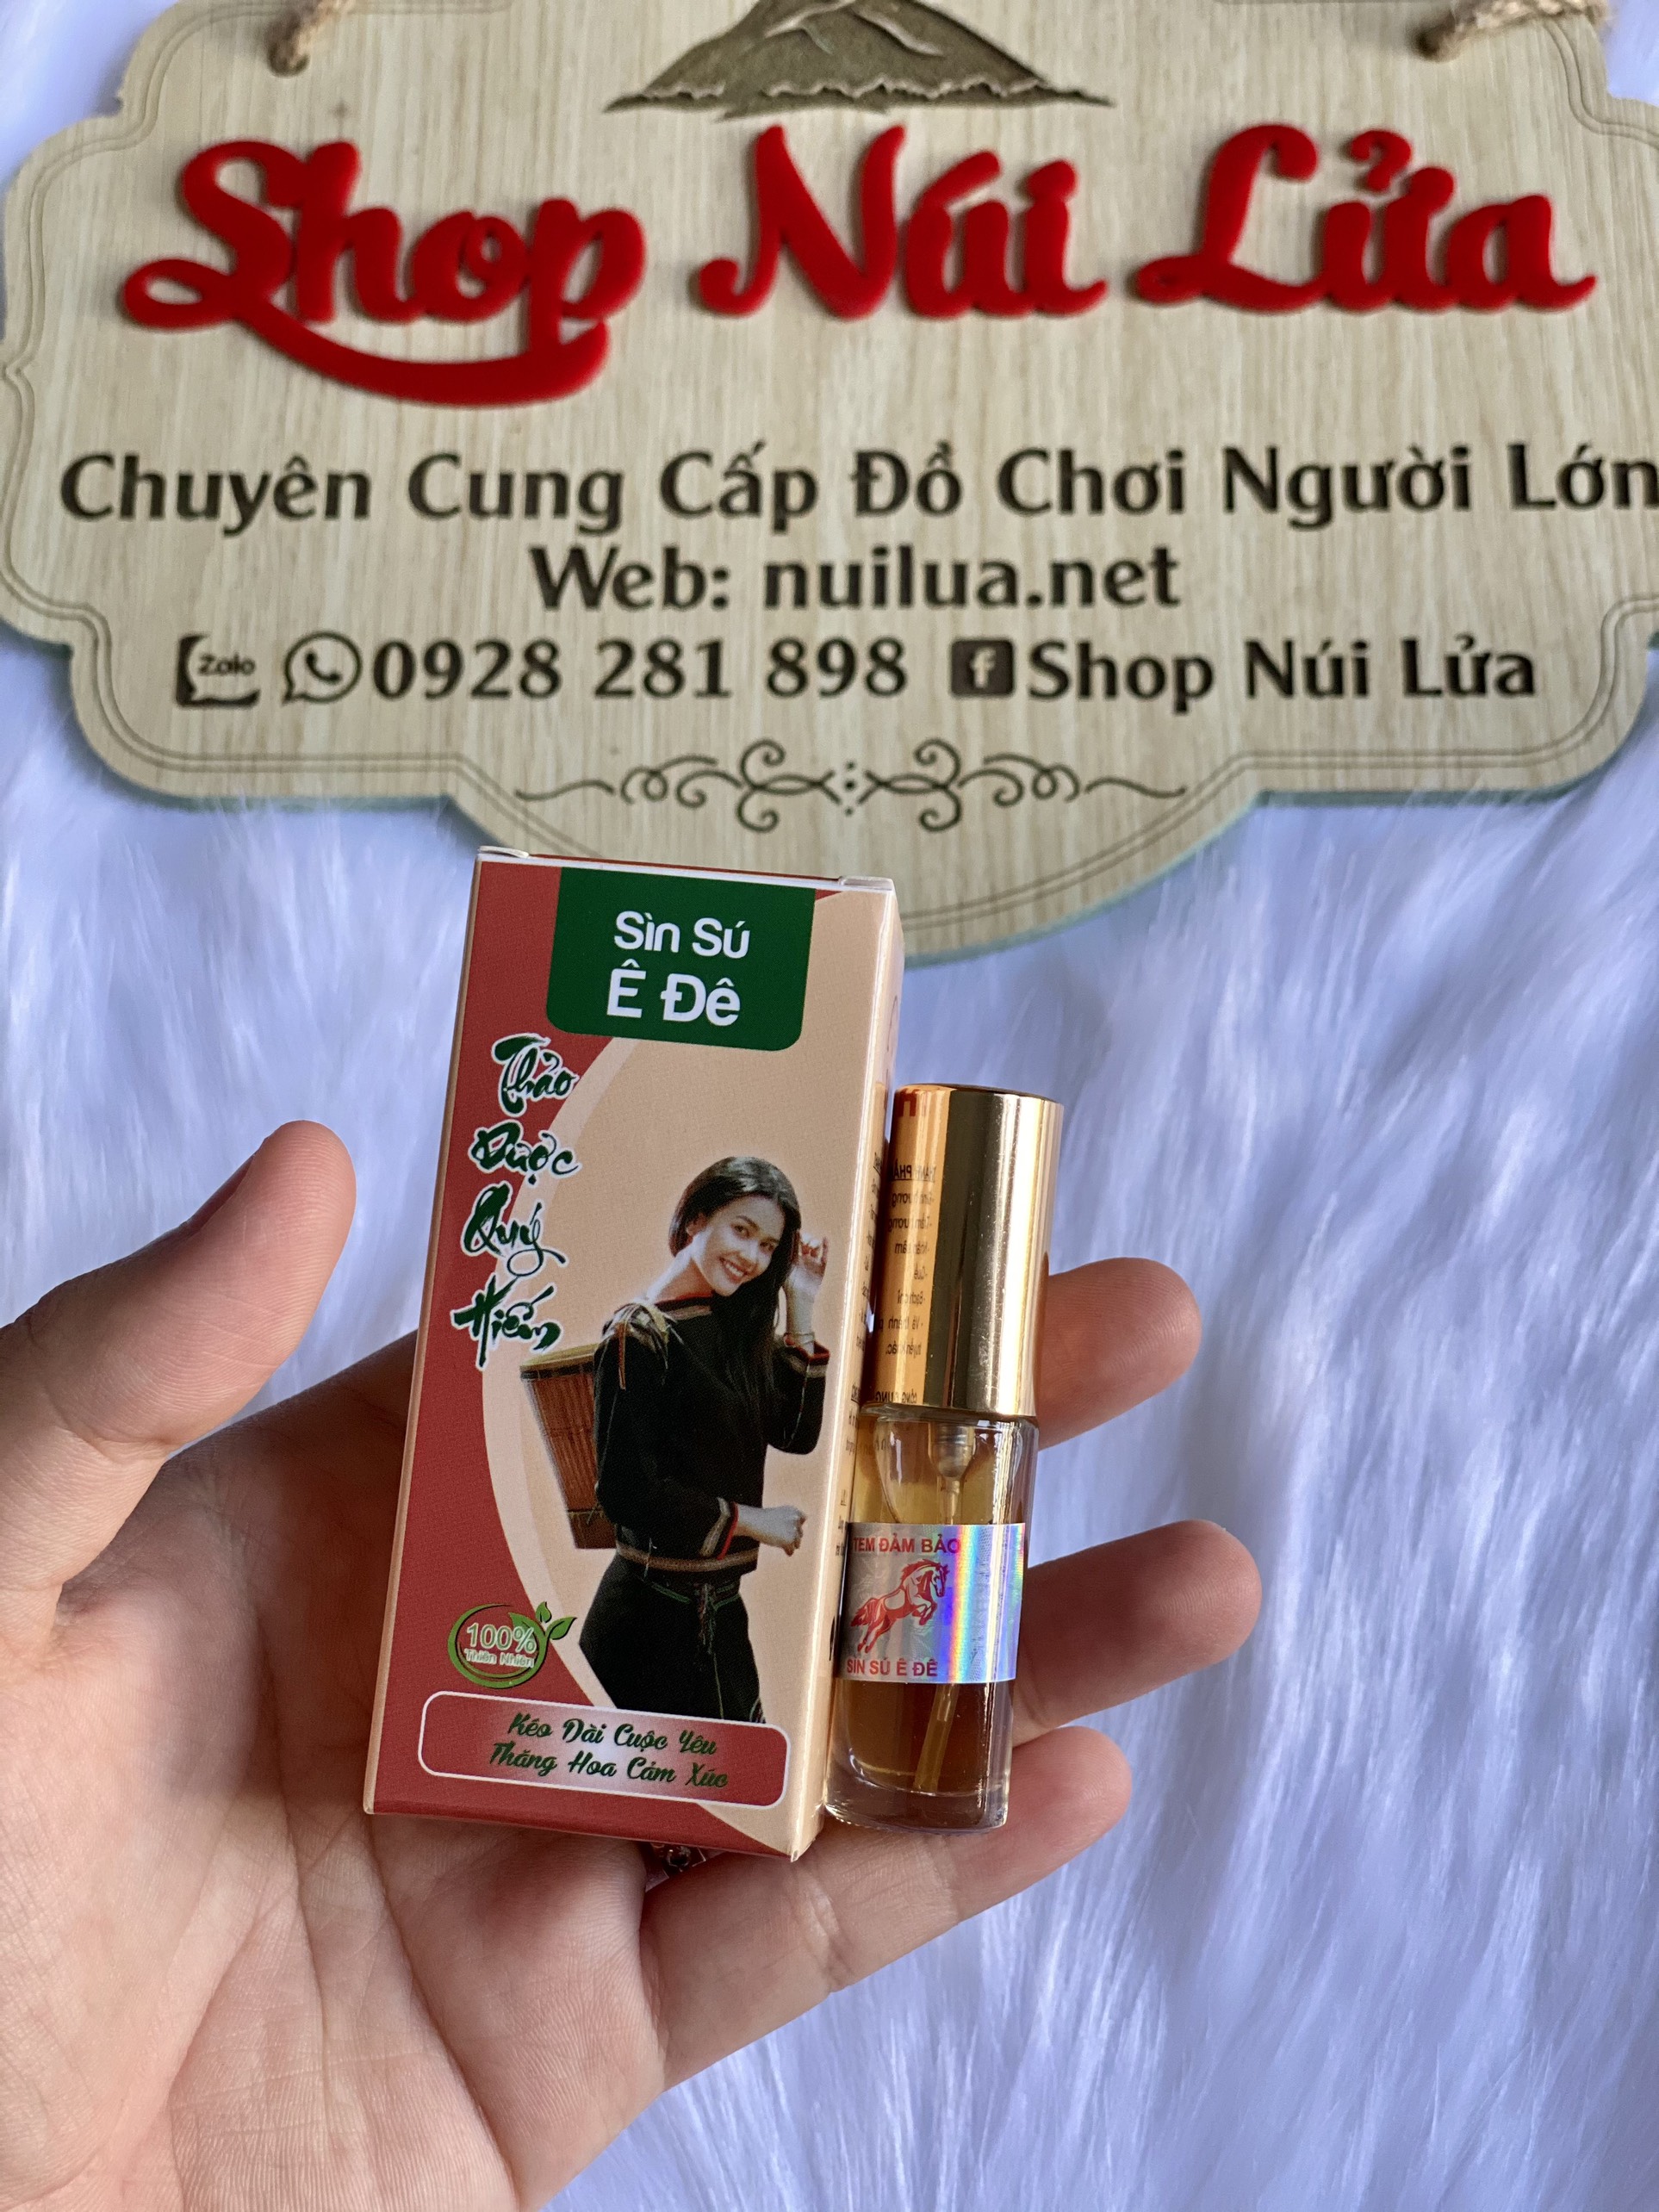 Shop Núi Lửa
Chuyên Cung Cấp Đồ Chơi Người Lớn
Web: nuilua.net
Zalo 0928 281 898 f Shop Núi Lửa
Sìn Sú
Ê Đê
Thảo
Dược
Quý
Hiếm
100%
Thiên Nhiên
Kéo Dài Cuộc Yêu
Thăng Hoa Cảm Xúc
TEM ĐẢM BẢO
SIN SÚ Ê ĐÊ